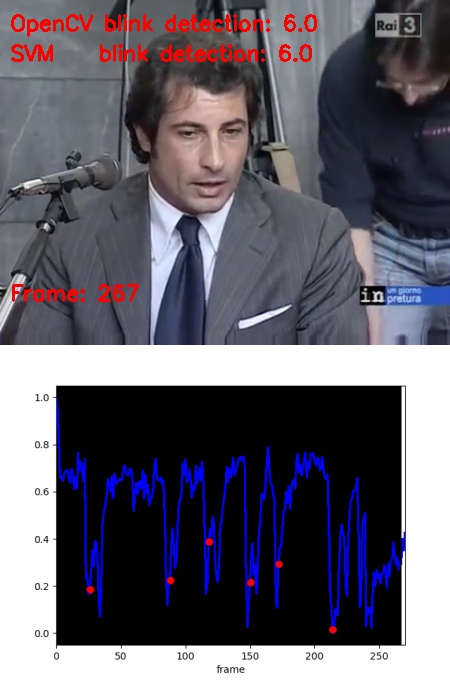 OpenCV blink detection: 6.0
Rai 3
SVM blink detection: 6.0
Frame: 267
in un giorno
pretura
1.0
0.8
0.6
0.4
0.2
0.0
0 50 100 150 200 250
frame